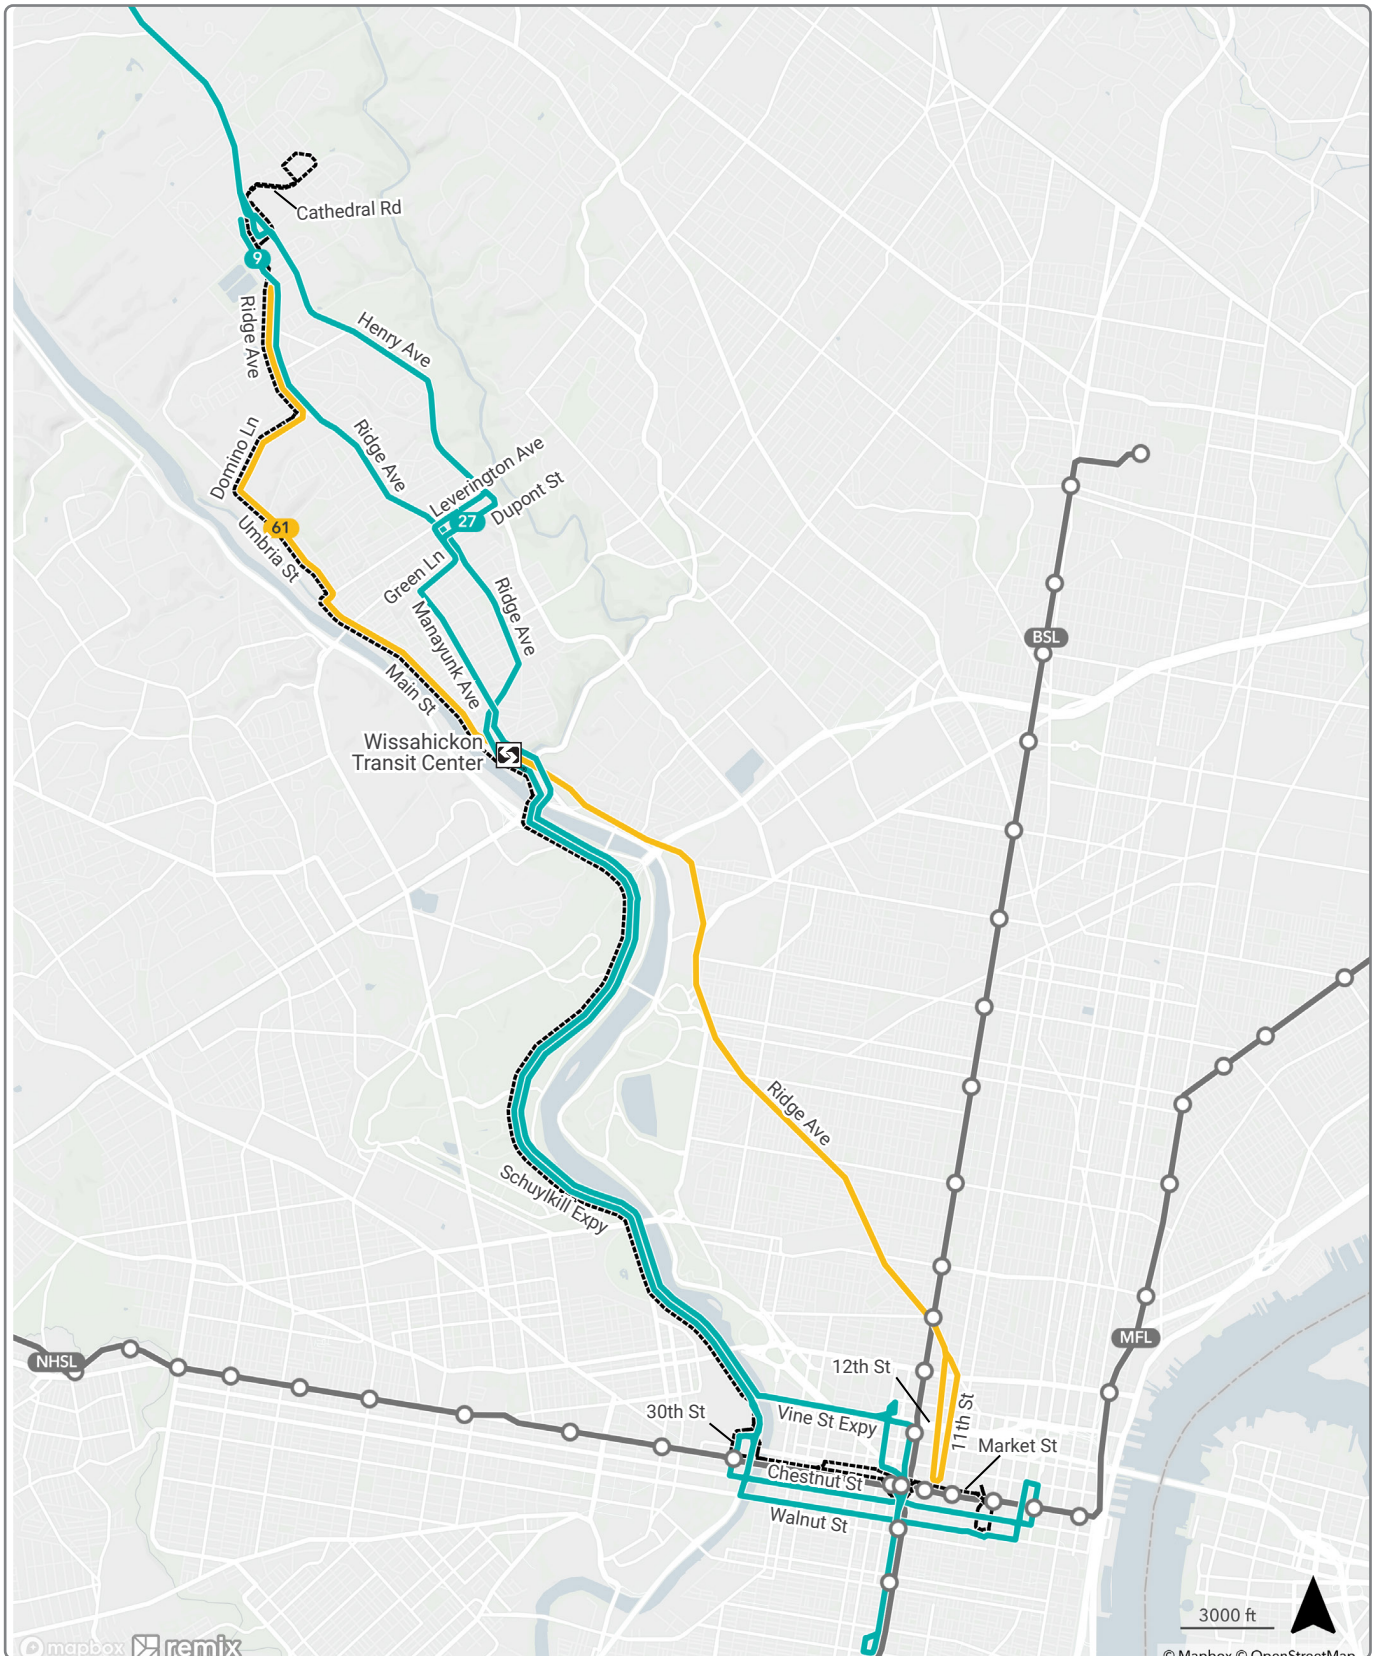 Cathedral Rd
9
Ridge Ave
Henry Ave
Domino Ln
Ridge Ave
Leverington Ave
27
Dupont St
61
Umbria St
Green Ln
Ridge Ave
Manayunk Ave
BSL
Main St
Wissahickon
Transit Center
Ridge Ave
Schuylkill Expy
MFL
NHSL
12th St
30th St
Vine St Expy
11th St
Market St
Chestnut St
Walnut St
3000 ft
mapbox
remix
© Mapbox © OpenStreetMap